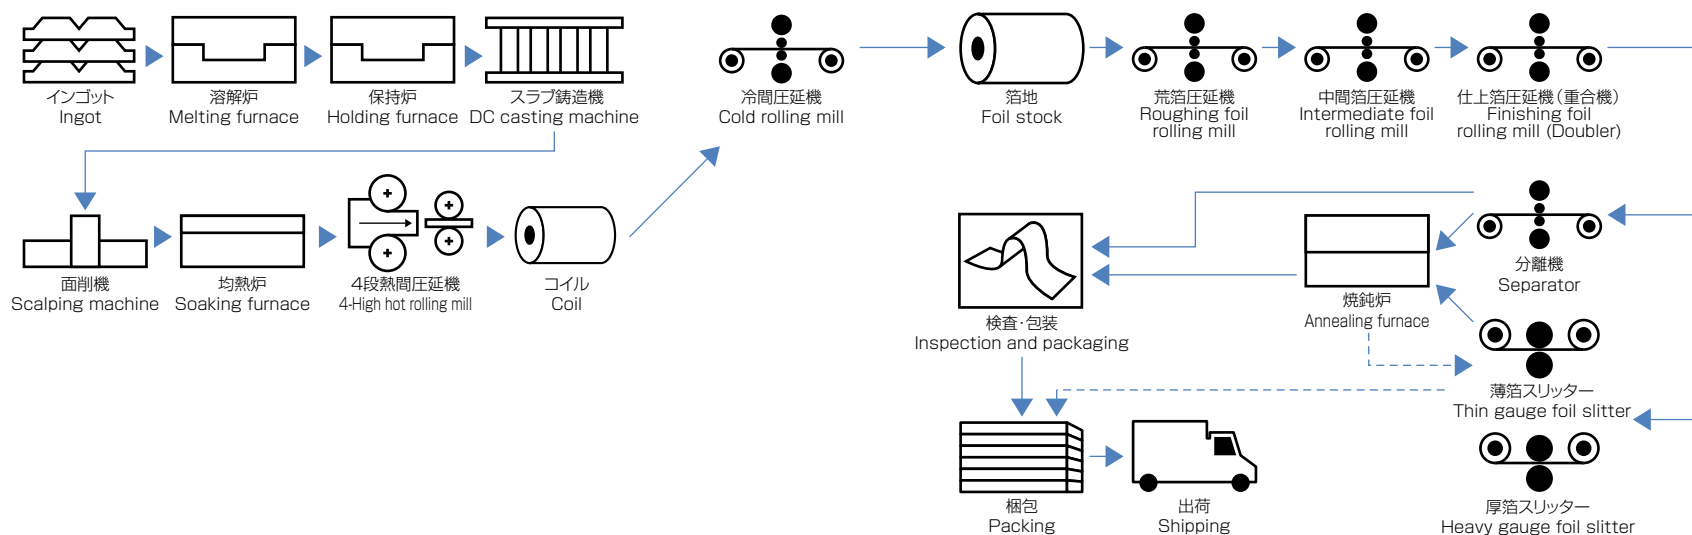 インゴット
Ingot
溶解炉
Melting furnace
保持炉
Holding furnace
スラブ鋳造機
DC casting machine
冷間圧延機
Cold rolling mill
箔地
Foil stock
荒箔圧延機
Roughing foil
rolling mill
中間箔圧延機
Intermediate foil
rolling mill
仕上箔圧延機（重合機）
Finishing foil
rolling mill (Doubler)
面削機
Scalping machine
均熱炉
Soaking furnace
4段熱間圧延機
4-High hot rolling mill
コイル
Coil
検査・包装
Inspection and packaging
焼鈍炉
Annealing furnace
分離機
Separator
薄箔スリッター
Thin gauge foil slitter
梱包
Packing
出荷
Shipping
厚箔スリッター
Heavy gauge foil slitter